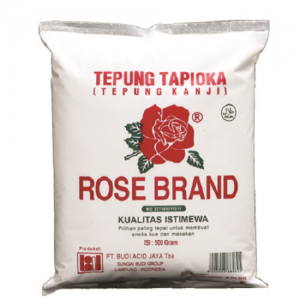 TEPUNG TAPIOKA
(TEPUNG KANJI)
®
ROSE BRAND
KUALITAS ISTIMEWA
Pilihan paling tepat untuk membuat
aneka kue dan masakan
ISI : 500 Gram
Produksi:
PT. BUDI ACID JAYA Tbk
SUNGAI BUDI GROUP
LAMPUNG - INDONESIA